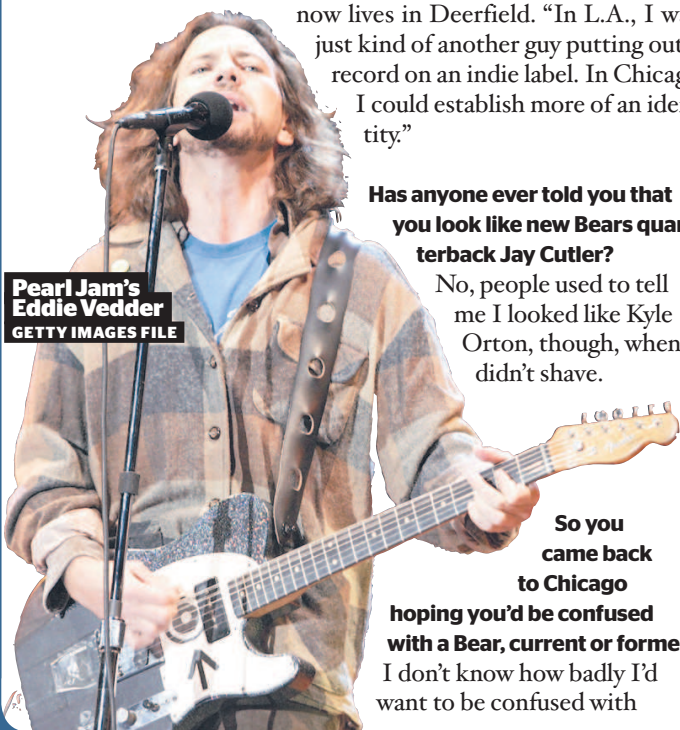 now lives in Deerfield. “In L.A., I
just kind of another guy putting out
record on an indie label. In
I could establish more of an
tity.”
Has anyone ever told you that
you look like new Bears quar
terback Jay Cutler?
No, people used to tell
me I looked like Kyle
Orton, though, when
didn’t shave.
Pearl Jam’s
Eddie Vedder
GETTY IMAGES FILE
So you
came back
to Chicago
hoping you’d be confused
with a Bear, current or
I don’t know how badly I’d
want to be confused with